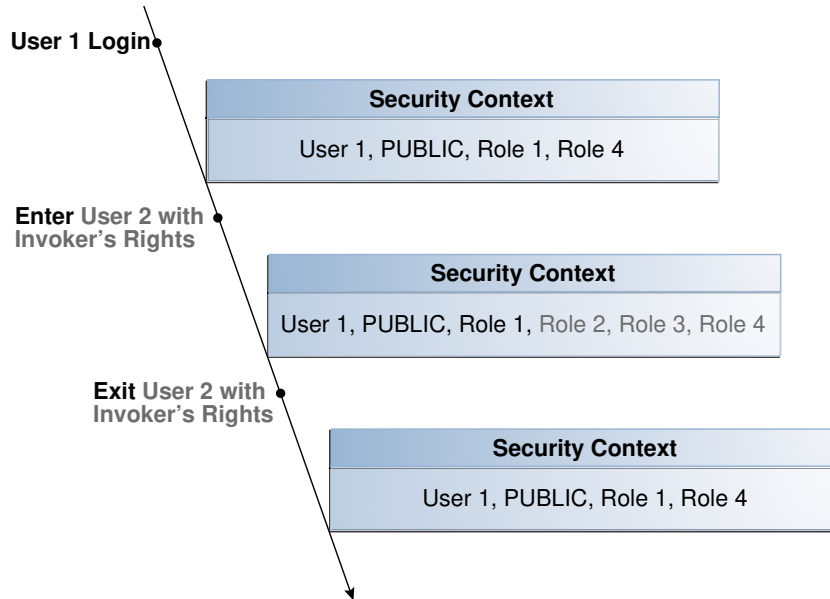 User 1 Login
Security Context
User 1, PUBLIC, Role 1, Role 4
Enter User 2 with
Invoker's Rights
Security Context
User 1, PUBLIC, Role 1, Role 2, Role 3, Role 4
Exit User 2 with
Invoker's Rights
Security Context
User 1, PUBLIC, Role 1, Role 4